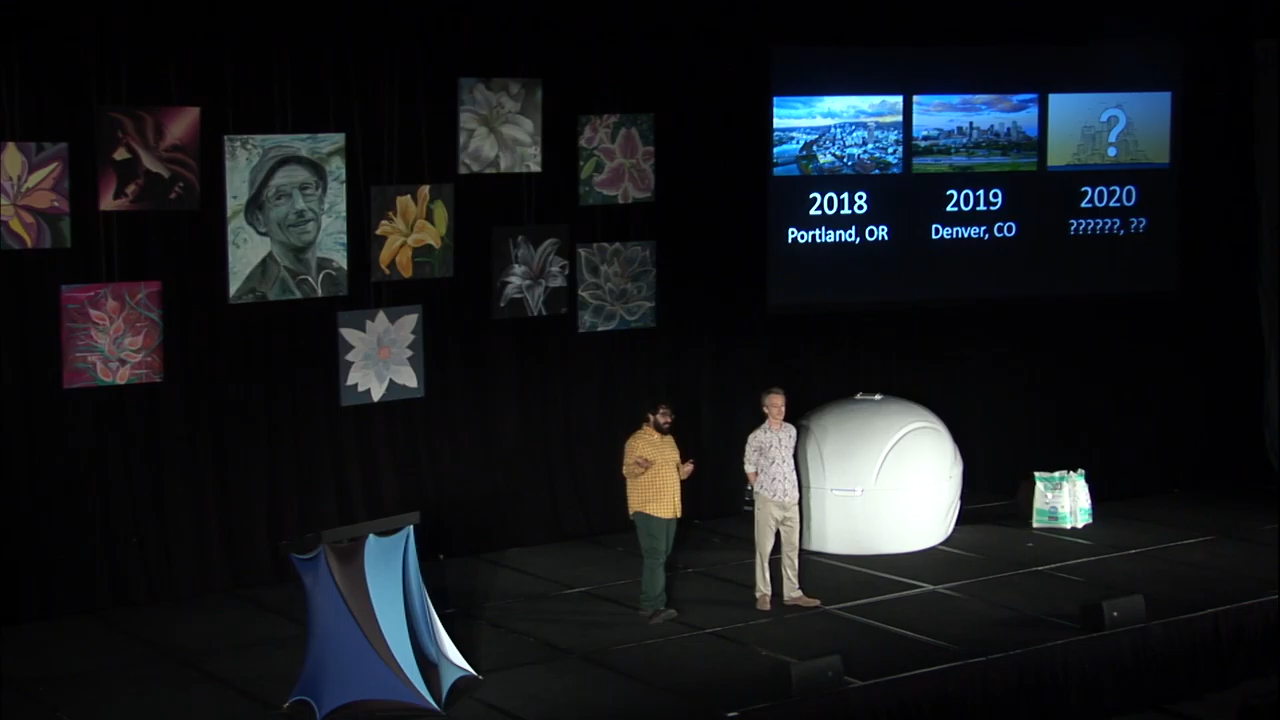 ?
2018
Portland, OR
2019
Denver, CO
2020
??????, ??